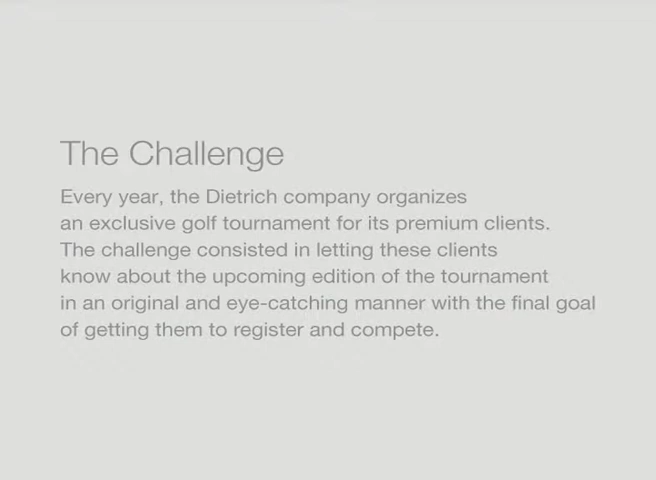 The Challenge
Every year, the Dietrich company organizes
an exclusive golf tournament for its premium clients.
The challenge consisted in letting these clients
know about the upcoming edition of the tournament
in an original and eye-catching manner with the final goal
of getting them to register and compete.